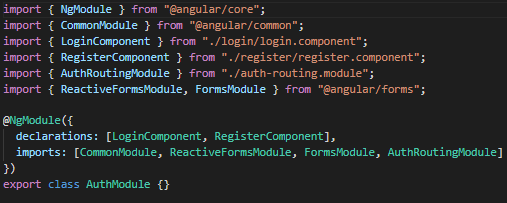 import { NgModule } from "@angular/core";
import { CommonModule } from "@angular/common";
import { LoginComponent } from "./login/login.component";
import { RegisterComponent } from "./register/register.component";
import { AuthRoutingModule } from "./auth-routing.module";
import { ReactiveFormsModule, FormsModule } from "@angular/forms";

@NgModule({
  declarations: [LoginComponent, RegisterComponent],
  imports: [CommonModule, ReactiveFormsModule, FormsModule, AuthRoutingModule]
})
export class AuthModule {}